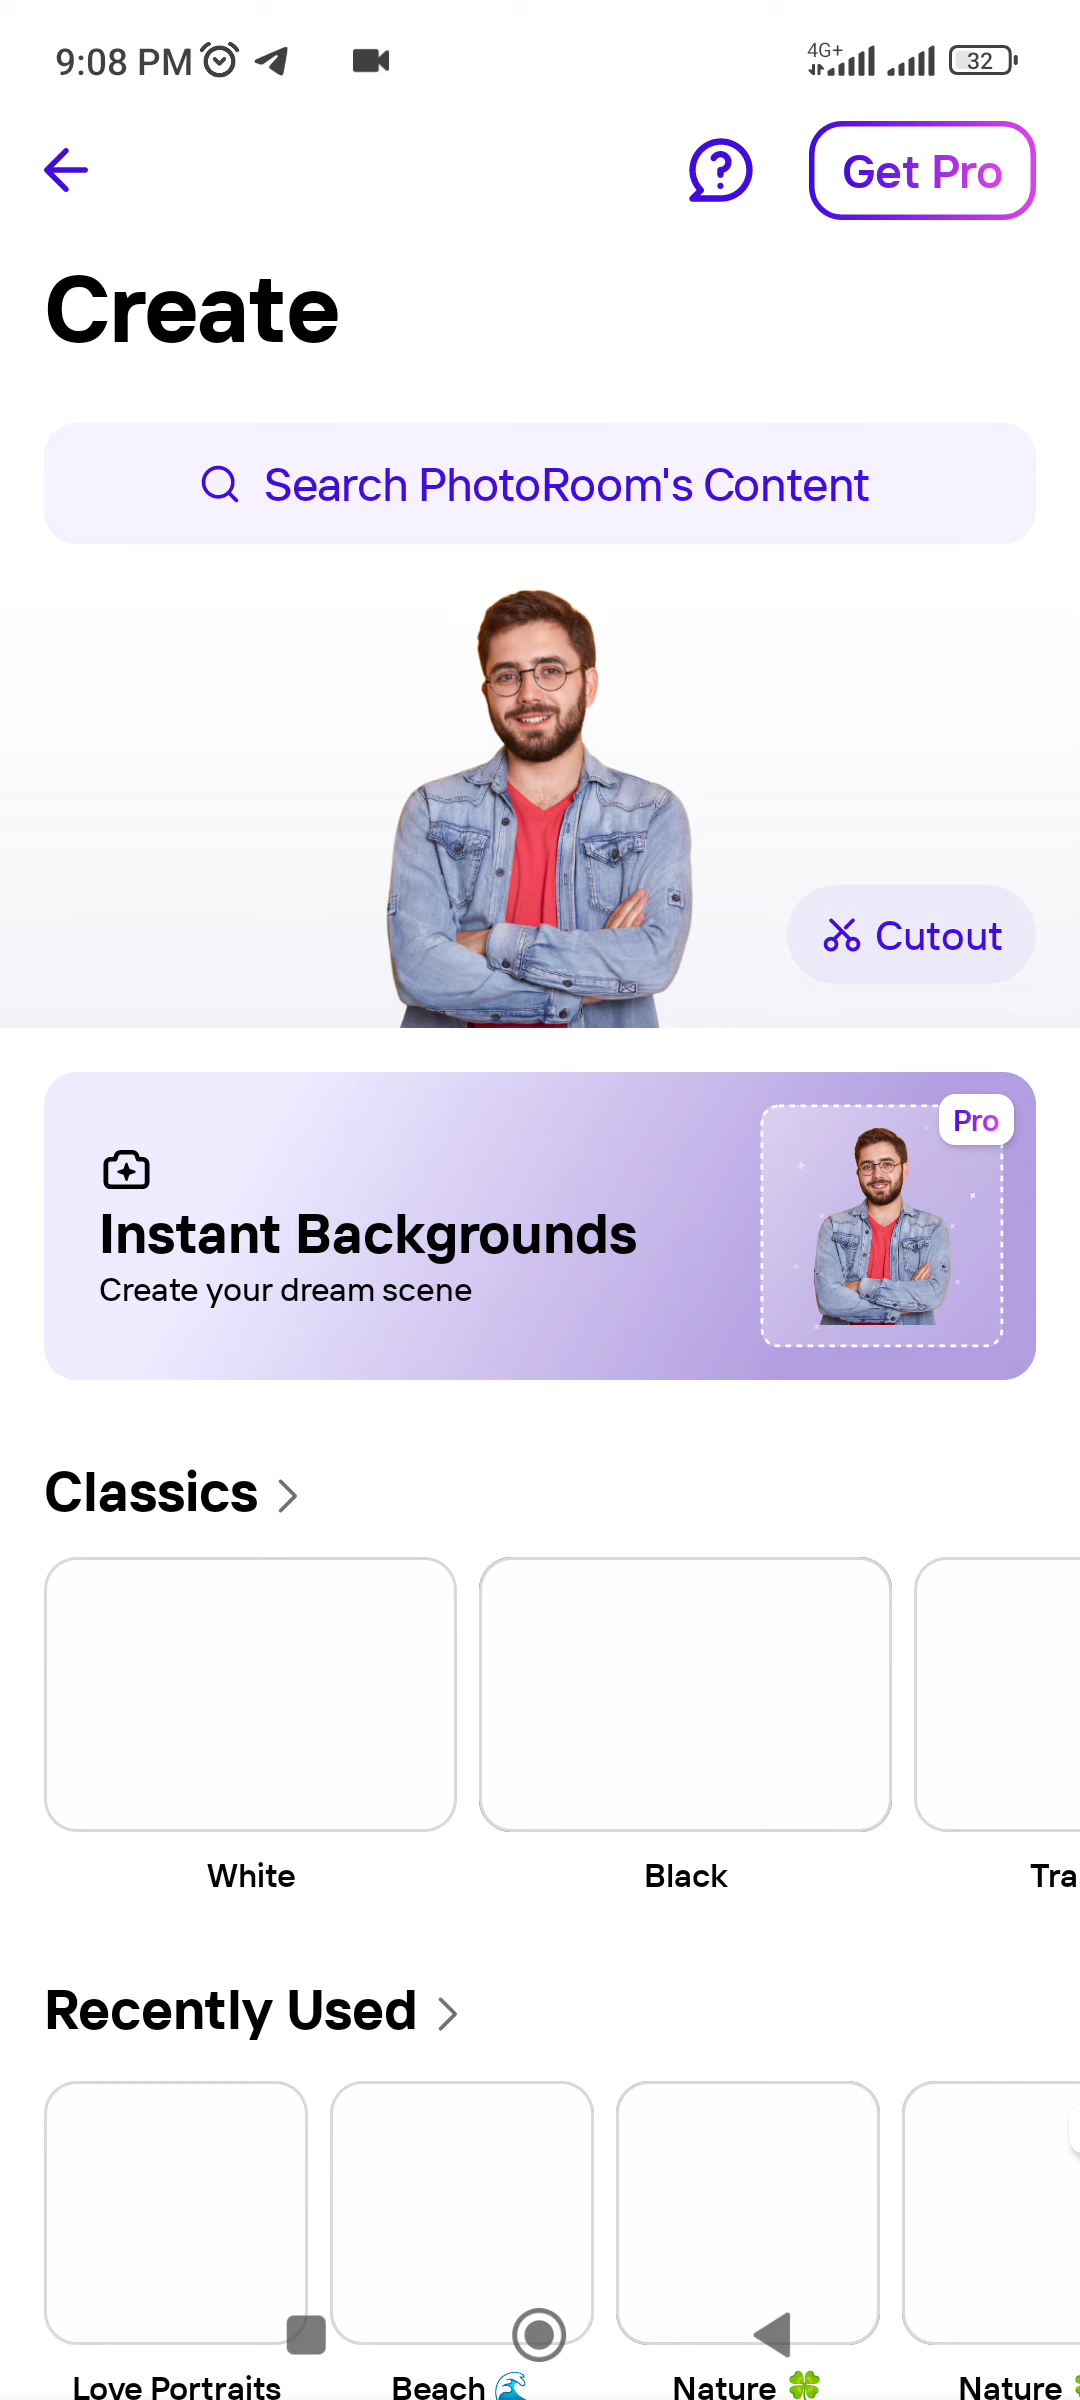 9:08 PM
4G+
32
Get Pro
Create
Search PhotoRoom's Content
Cutout
Pro
Instant Backgrounds
Create your dream scene
Classics
White
Black
Tra
Recently Used
Love Portraits
Beach 🌊
Nature 🍀
Nature